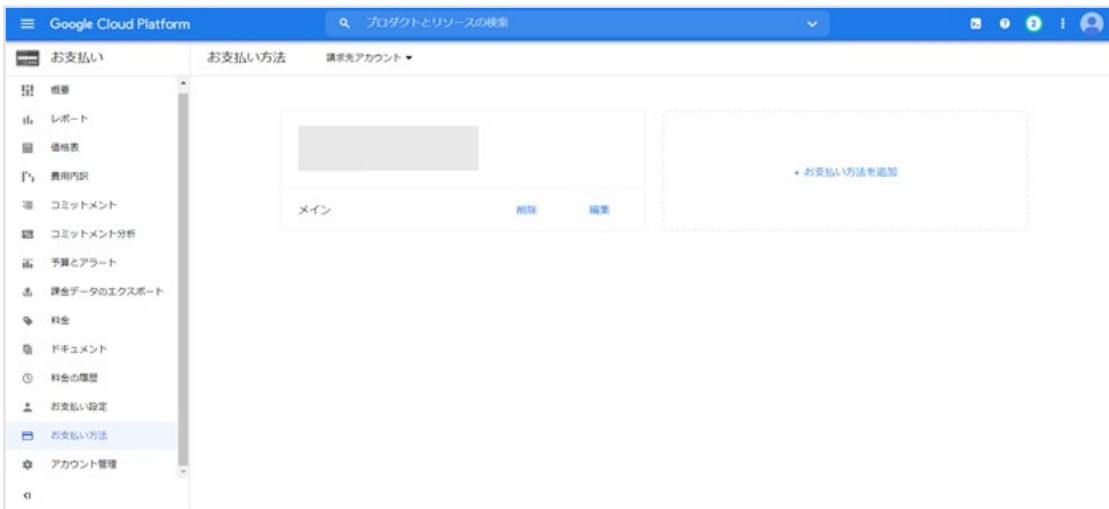 Google Cloud Platform
プロダクトとリソースの検索
2
お支払い
お支払い方法
請求先アカウント
概要
レポート
価格表
費用内訳
コミットメント
コミットメント分析
予算とアラート
課金データのエクスポート
料金
ドキュメント
料金の履歴
お支払い設定
お支払い方法
アカウント管理
メイン
削除
編集
+ お支払い方法を追加